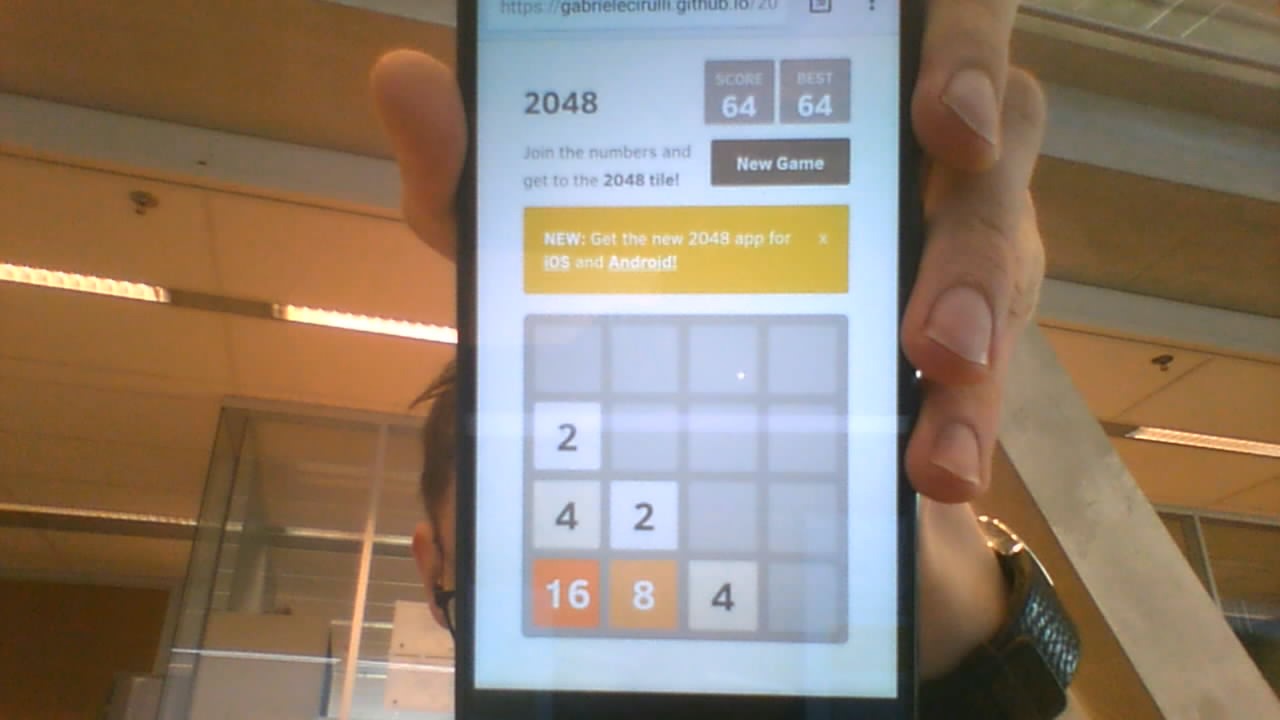 https://gabrielecirulli.github.io/20
2048
SCORE
64
BEST
64
Join the numbers and
get to the 2048 tile!
New Game
NEW: Get the new 2048 app for
iOS and Android!
x
2
4 2
16 8 4